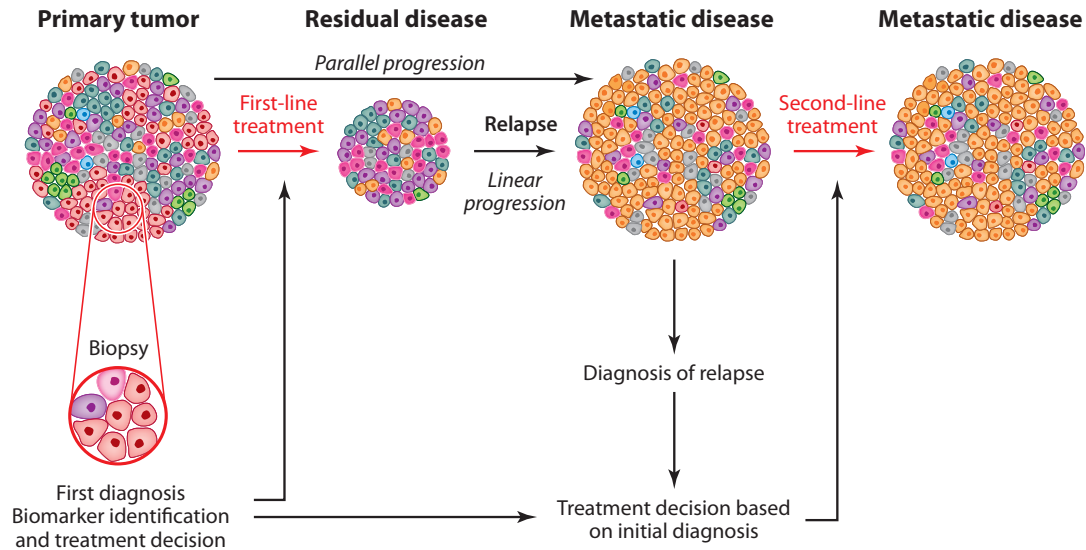 Primary tumor
Residual disease
Metastatic disease
Metastatic disease
Parallel progression
First-line
treatment
Relapse
Linear
progression
Second-line
treatment
Biopsy
Diagnosis of relapse
First diagnosis
Biomarker identification
and treatment decision
Treatment decision based
on initial diagnosis